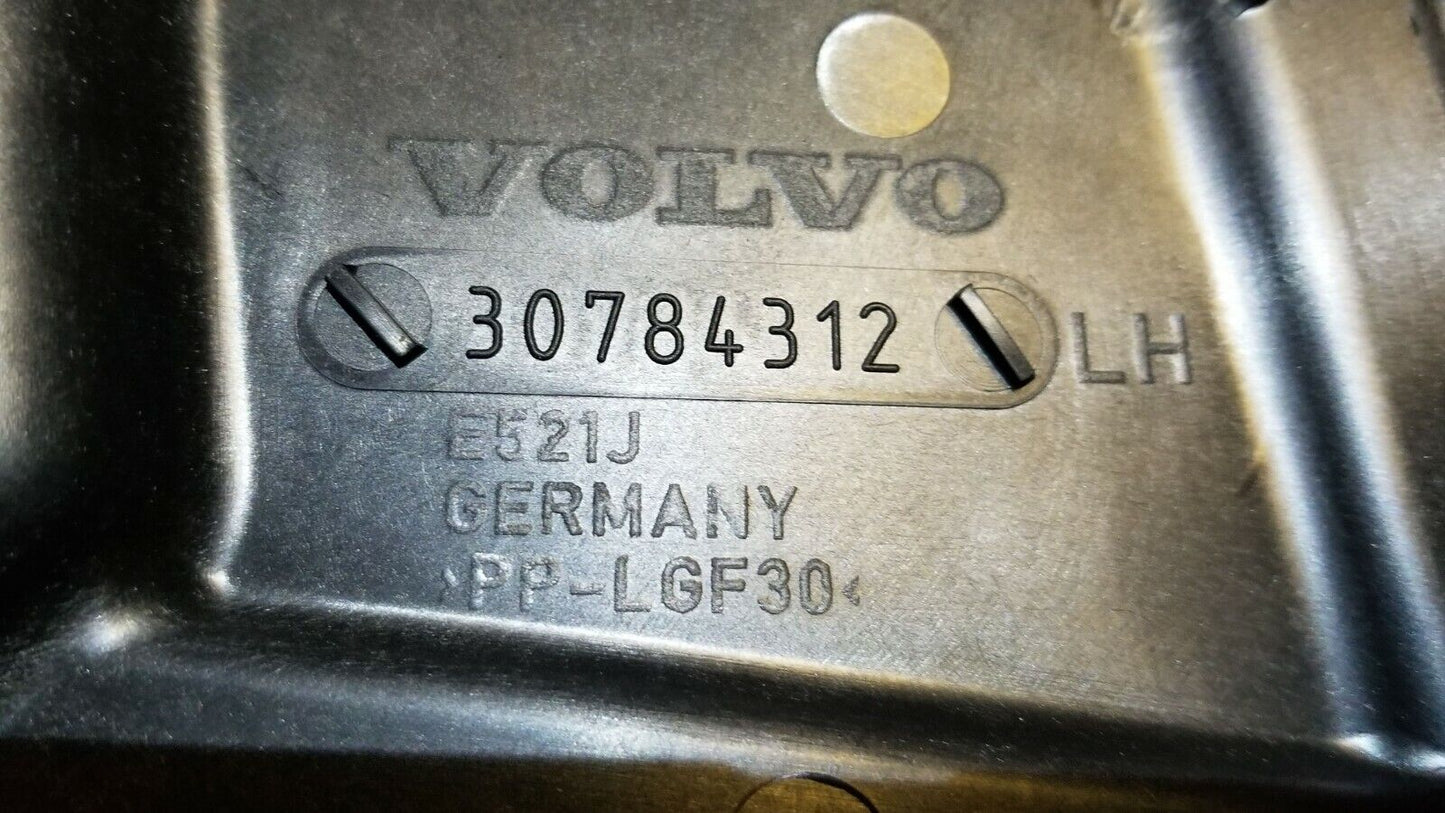 VOLVO
30784312 LH
E521J
GERMANY
>PP-LGF30<